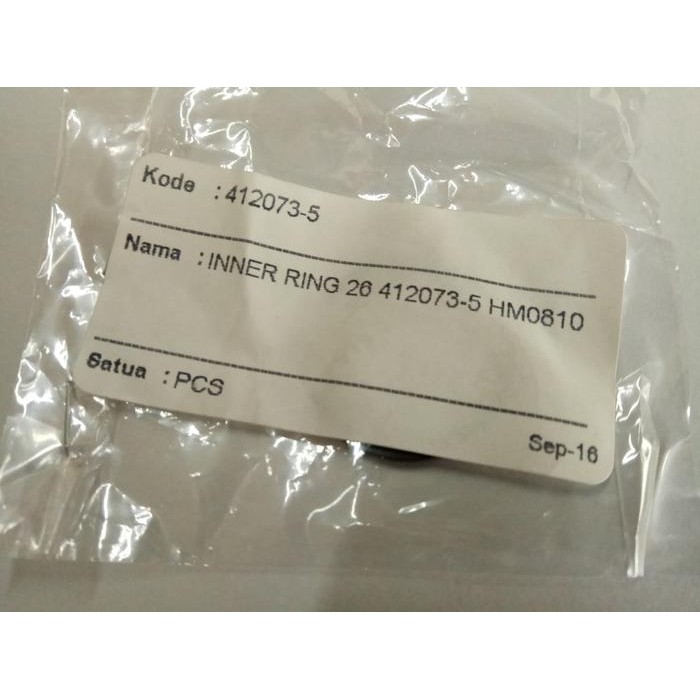 Kode : 412073-5
Nama : INNER RING 26 412073-5 HM0810
Satua : PCS
Sep-16